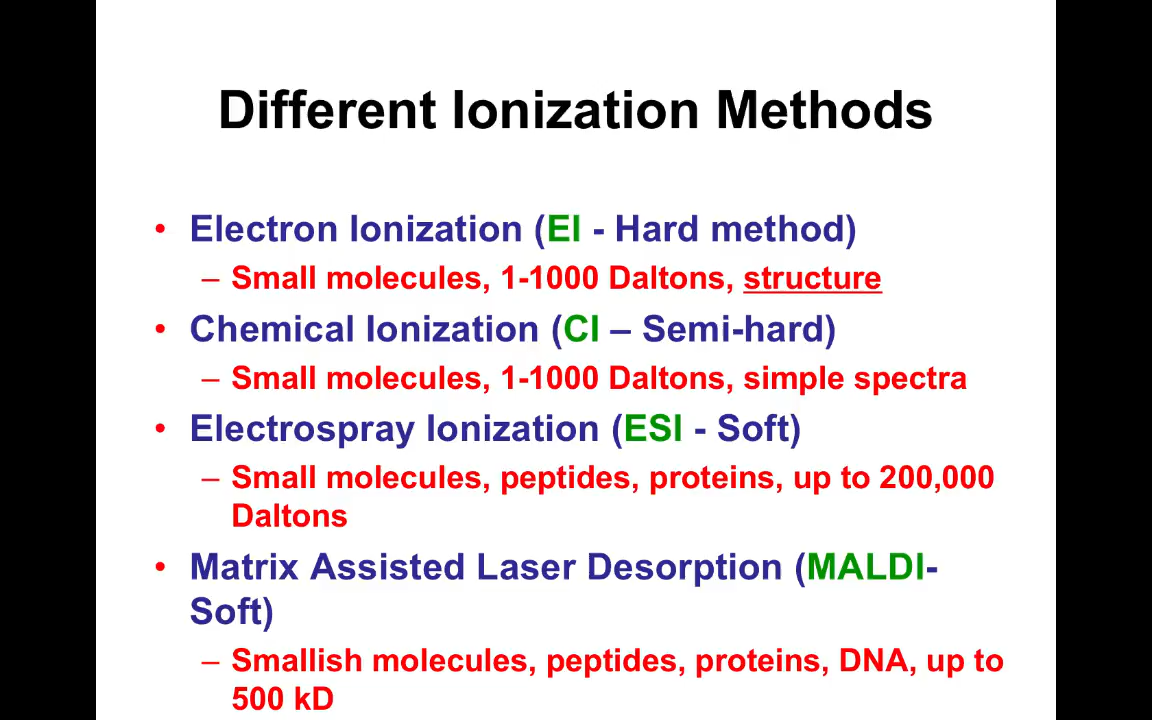 Different Ionization Methods
• Electron Ionization (EI - Hard method)
– Small molecules, 1-1000 Daltons, structure
• Chemical Ionization (CI – Semi-hard)
– Small molecules, 1-1000 Daltons, simple spectra
• Electrospray Ionization (ESI - Soft)
– Small molecules, peptides, proteins, up to 200,000
Daltons
• Matrix Assisted Laser Desorption (MALDI-
Soft)
– Smallish molecules, peptides, proteins, DNA, up to
500 kD